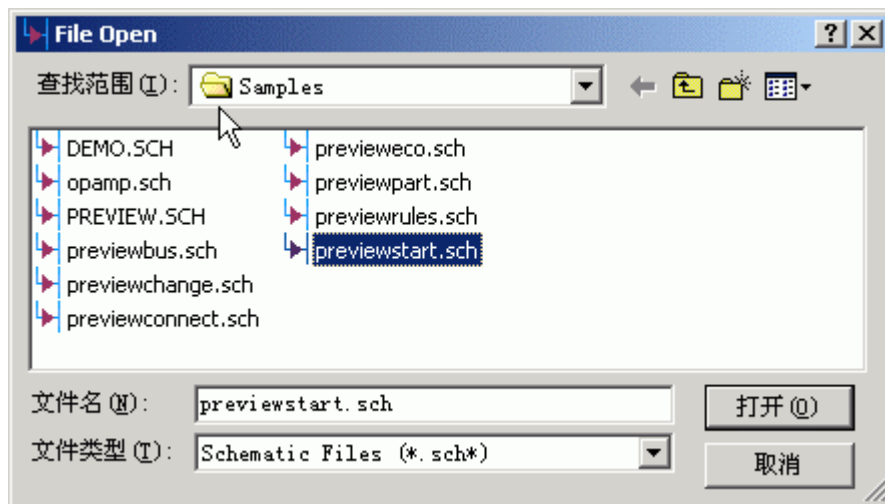 File Open
查找范围(I): Samples
DEMO.SCH
opamp.sch
PREVIEW.SCH
previewbus.sch
previewchange.sch
previewconnect.sch
previeweco.sch
previewpart.sch
previewrules.sch
previewstart.sch
文件名(N): previewstart.sch 打开(O)
文件类型(T): Schematic Files (*.sch*) 取消